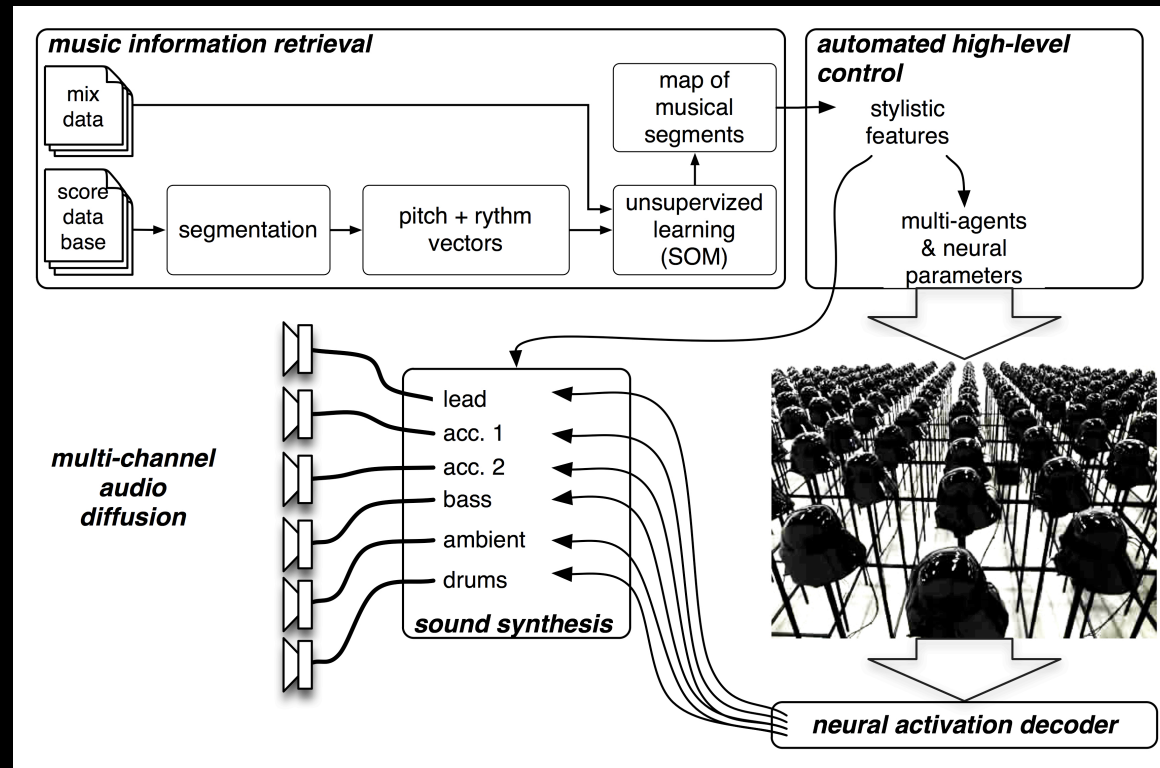 music information retrieval
mix
data
score
data
base
segmentation
pitch + rythm
vectors
map of
musical
segments
unsupervized
learning
(SOM)
automated high-level
control
stylistic
features
multi-agents
& neural
parameters
multi-channel
audio
diffusion
lead
acc. 1
acc. 2
bass
ambient
drums
sound synthesis
neural activation decoder